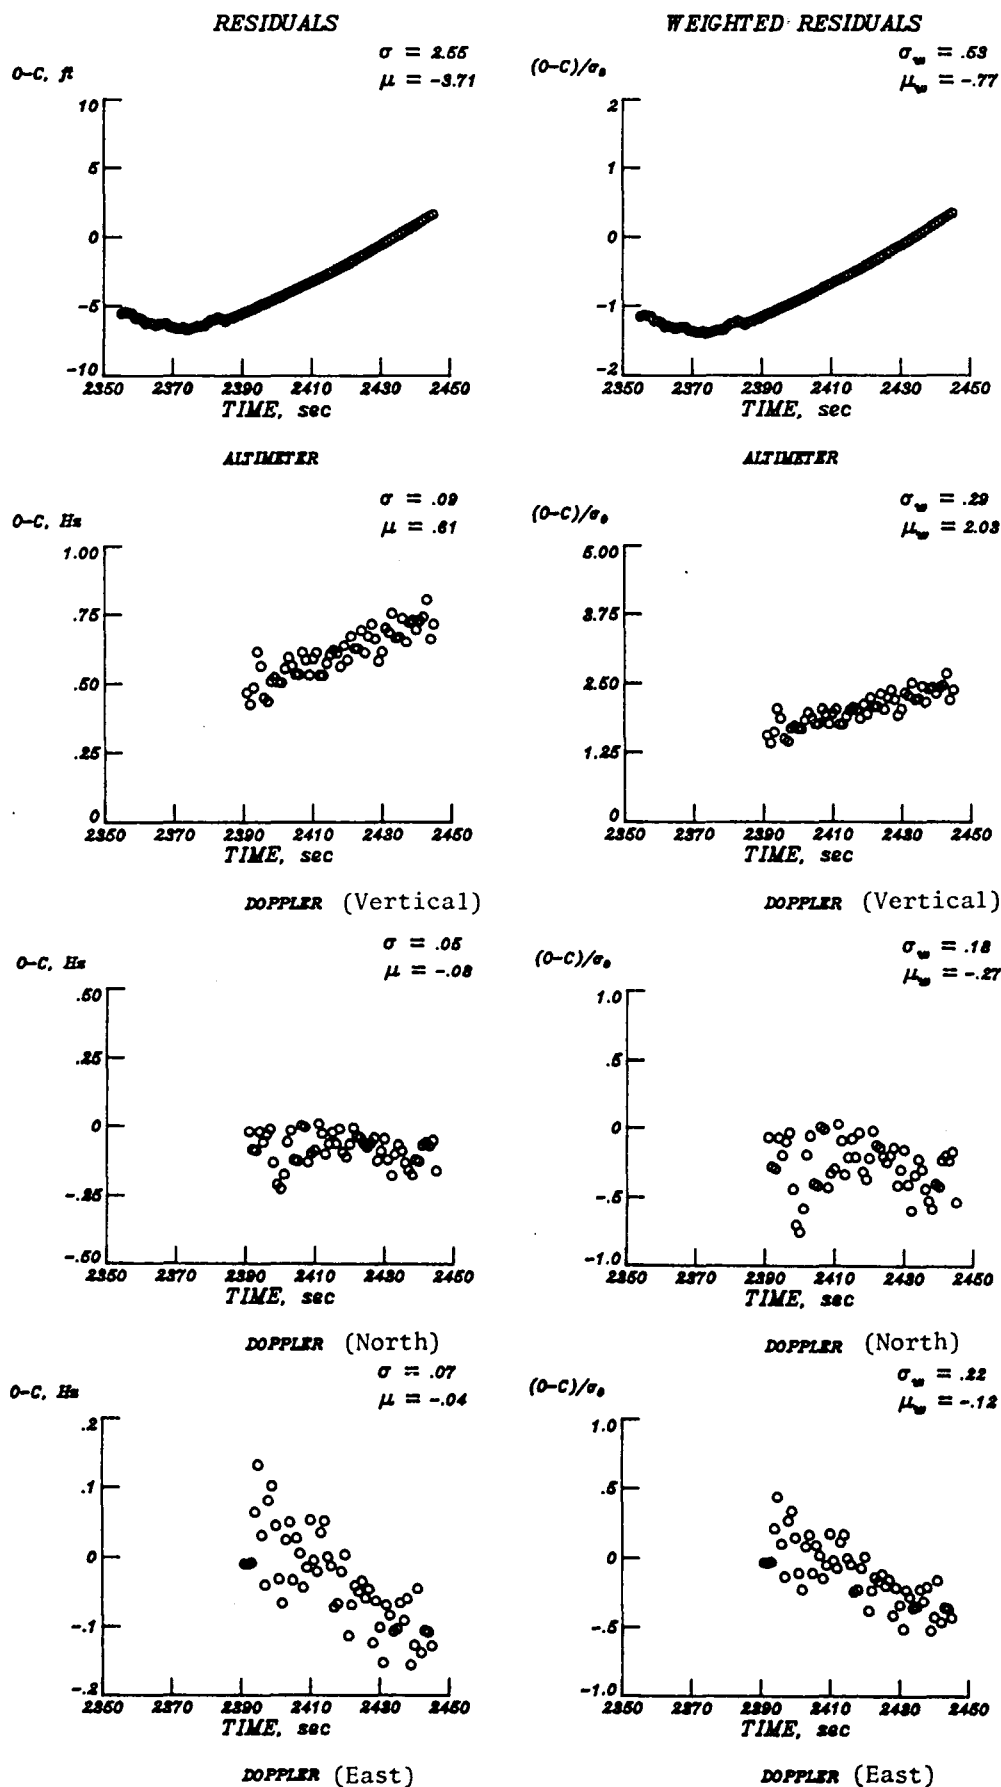 RESIDUALS
WEIGHTED RESIDUALS
O-C, ft
σ = 2.55
μ = -3.71
(O-C)/σ₀
σw = .53
μw = -.77
10
5
0
-5
-10
2350 2370 2390 2410 2430 2450
TIME, sec
ALTIMETER
2
1
0
-1
-2
2350 2370 2390 2410 2430 2450
TIME, sec
ALTIMETER
O-C, Hz
σ = .09
μ = .61
(O-C)/σ₀
σw = .29
μw = 2.03
1.00
.75
.50
.25
0
2350 2370 2390 2410 2430 2450
TIME, sec
DOPPLER (Vertical)
5.00
3.75
2.50
1.25
0
2350 2370 2390 2410 2430 2450
TIME, sec
DOPPLER (Vertical)
O-C, Hz
σ = .05
μ = -.08
(O-C)/σ₀
σw = .18
μw = -.27
.50
.25
0
-.25
-.50
2350 2370 2390 2410 2430 2450
TIME, sec
DOPPLER (North)
1.0
.5
0
-.5
-1.0
2350 2370 2390 2410 2430 2450
TIME, sec
DOPPLER (North)
O-C, Hz
σ = .07
μ = -.04
(O-C)/σ₀
σw = .22
μw = -.12
.2
.1
0
-.1
-.2
2350 2370 2390 2410 2430 2450
TIME, sec
DOPPLER (East)
1.0
.5
0
-.5
-1.0
2350 2370 2390 2410 2430 2450
TIME, sec
DOPPLER (East)